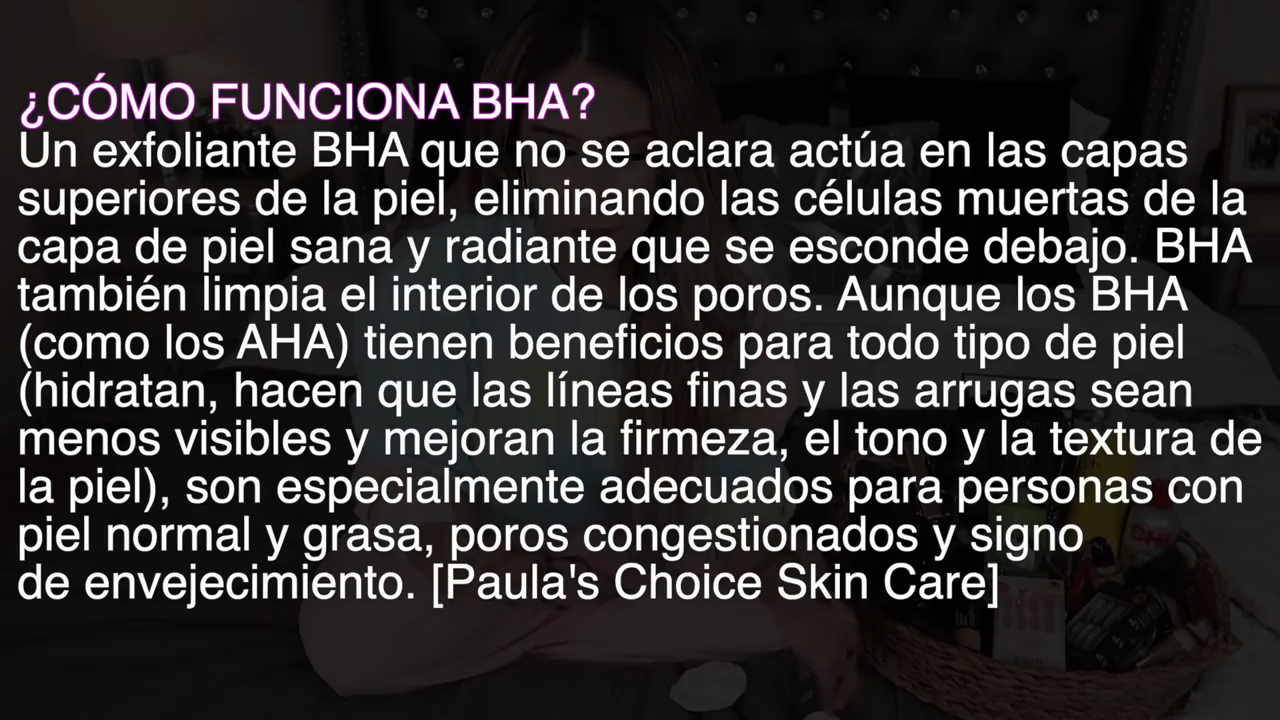 ¿CÓMO FUNCIONA BHA?
Un exfoliante BHA que no se aclara actúa en las capas
superiores de la piel, eliminando las células muertas de la
capa de piel sana y radiante que se esconde debajo. BHA
también limpia el interior de los poros. Aunque los BHA
(como los AHA) tienen beneficios para todo tipo de piel
(hidratan, hacen que las líneas finas y las arrugas sean
menos visibles y mejoran la firmeza, el tono y la textura de
la piel), son especialmente adecuados para personas con
piel normal y grasa, poros congestionados y signo
de envejecimiento. [Paula's Choice Skin Care]
CHI